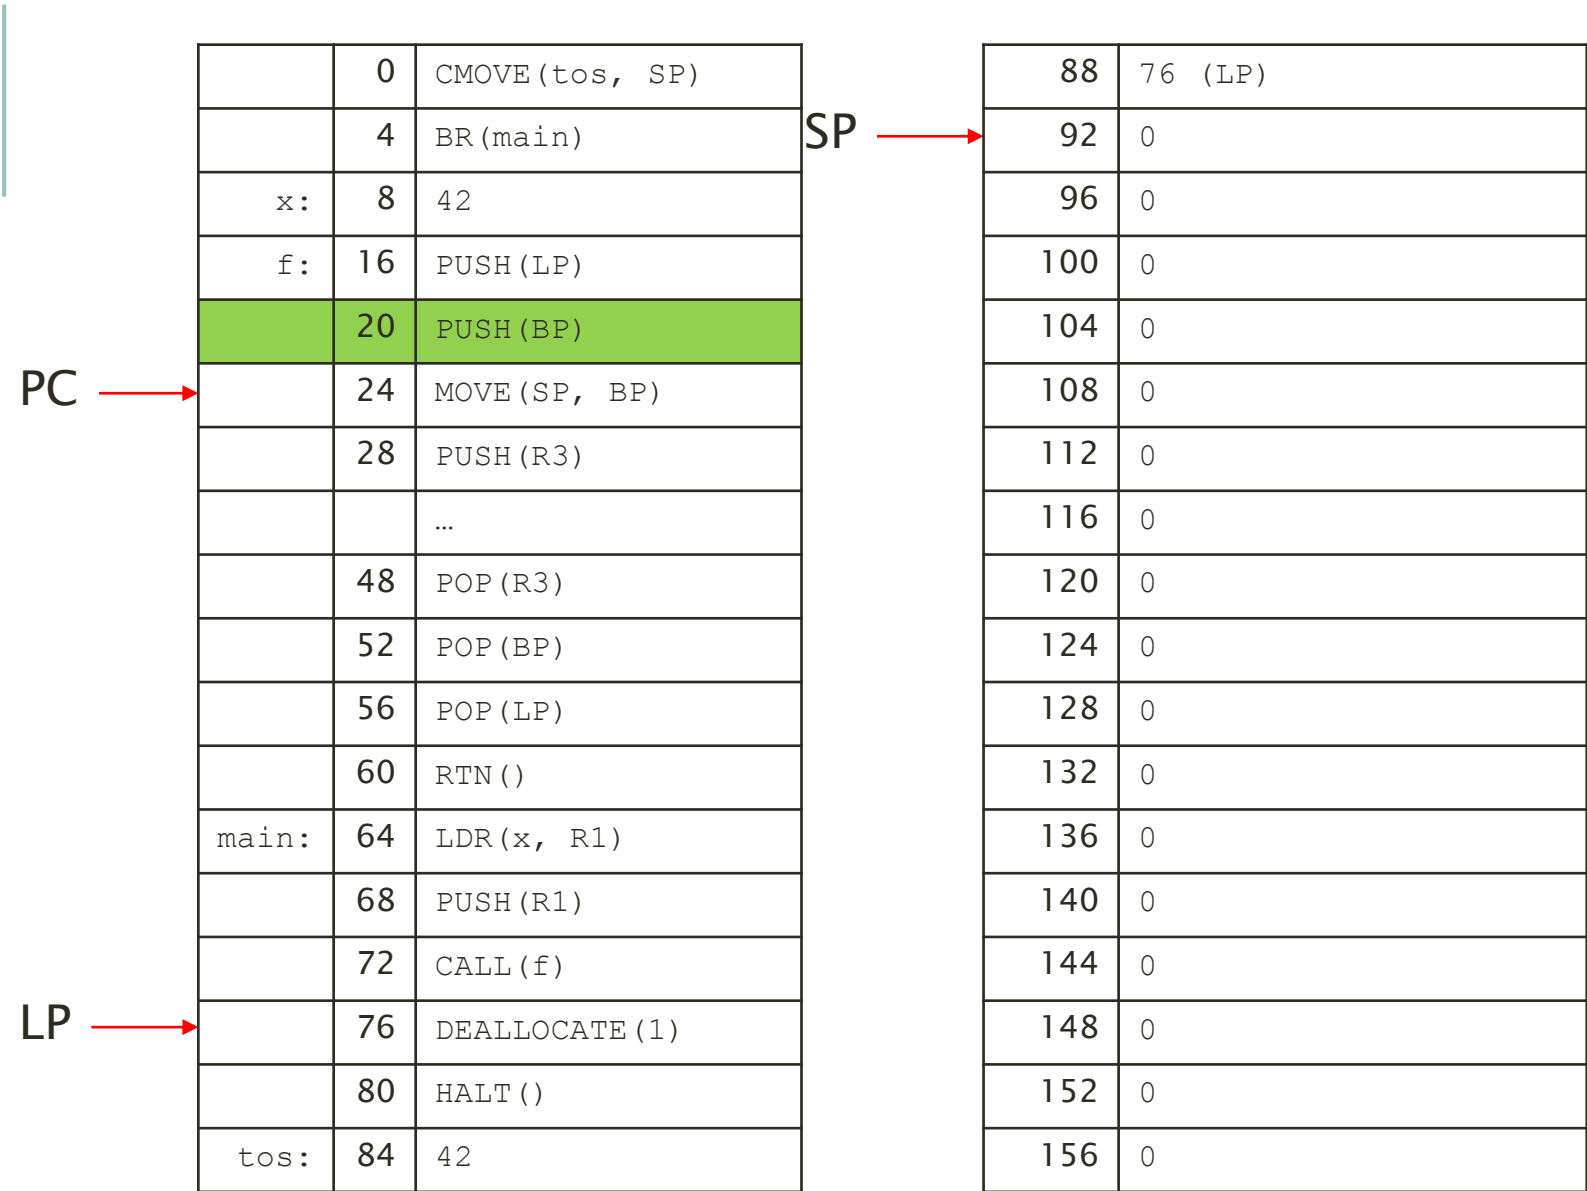 0 CMOVE(tos, SP)
4 BR(main)
x: 8 42
f: 16 PUSH(LP)
20 PUSH(BP)
PC 24 MOVE(SP, BP)
28 PUSH(R3)
…
48 POP(R3)
52 POP(BP)
56 POP(LP)
60 RTN()
main: 64 LDR(x, R1)
68 PUSH(R1)
72 CALL(f)
LP 76 DEALLOCATE(1)
80 HALT()
tos: 84 42
88 76 (LP)
SP 92 0
96 0
100 0
104 0
108 0
112 0
116 0
120 0
124 0
128 0
132 0
136 0
140 0
144 0
148 0
152 0
156 0